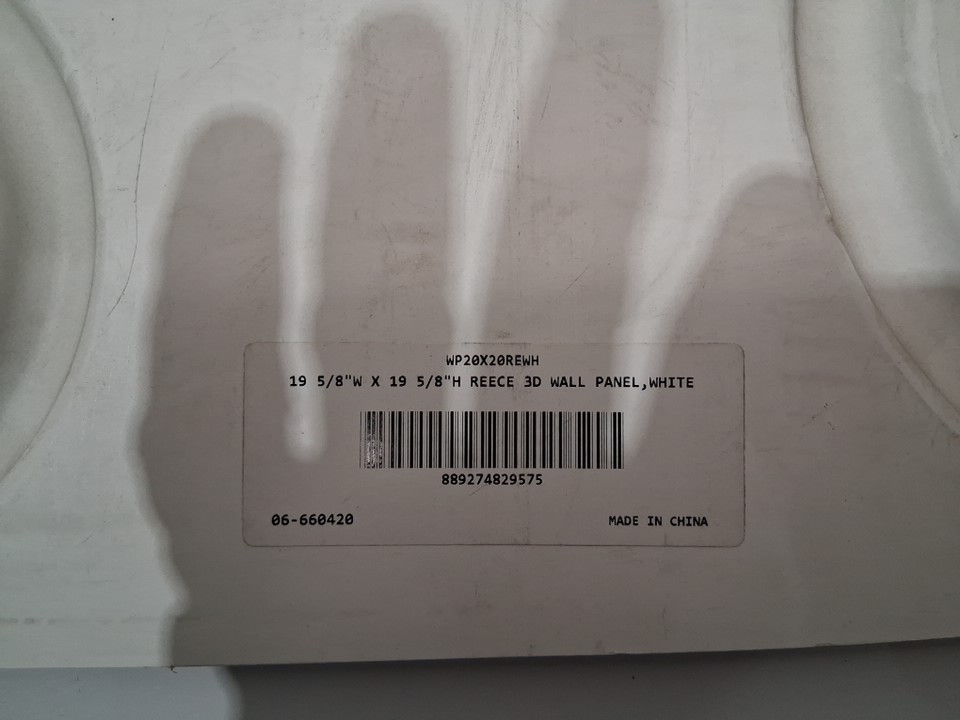 WP20X20REWH
19 5/8"W X 19 5/8"H REECE 3D WALL PANEL,WHITE
889274829575
06-660420 MADE IN CHINA